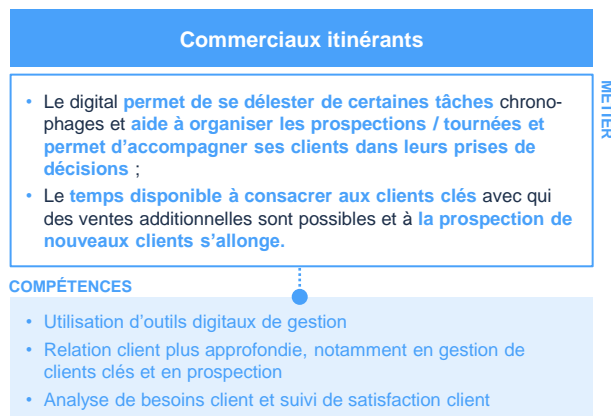 Commerciaux itinérants
MÉTIER
• Le digital permet de se délester de certaines tâches chrono-
phages et aide à organiser les prospections / tournées et
permet d’accompagner ses clients dans leurs prises de
décisions ;
• Le temps disponible à consacrer aux clients clés avec qui
des ventes additionnelles sont possibles et à la prospection de
nouveaux clients s’allonge.
COMPÉTENCES
• Utilisation d’outils digitaux de gestion
• Relation client plus approfondie, notamment en gestion de
clients clés et en prospection
• Analyse de besoins client et suivi de satisfaction client